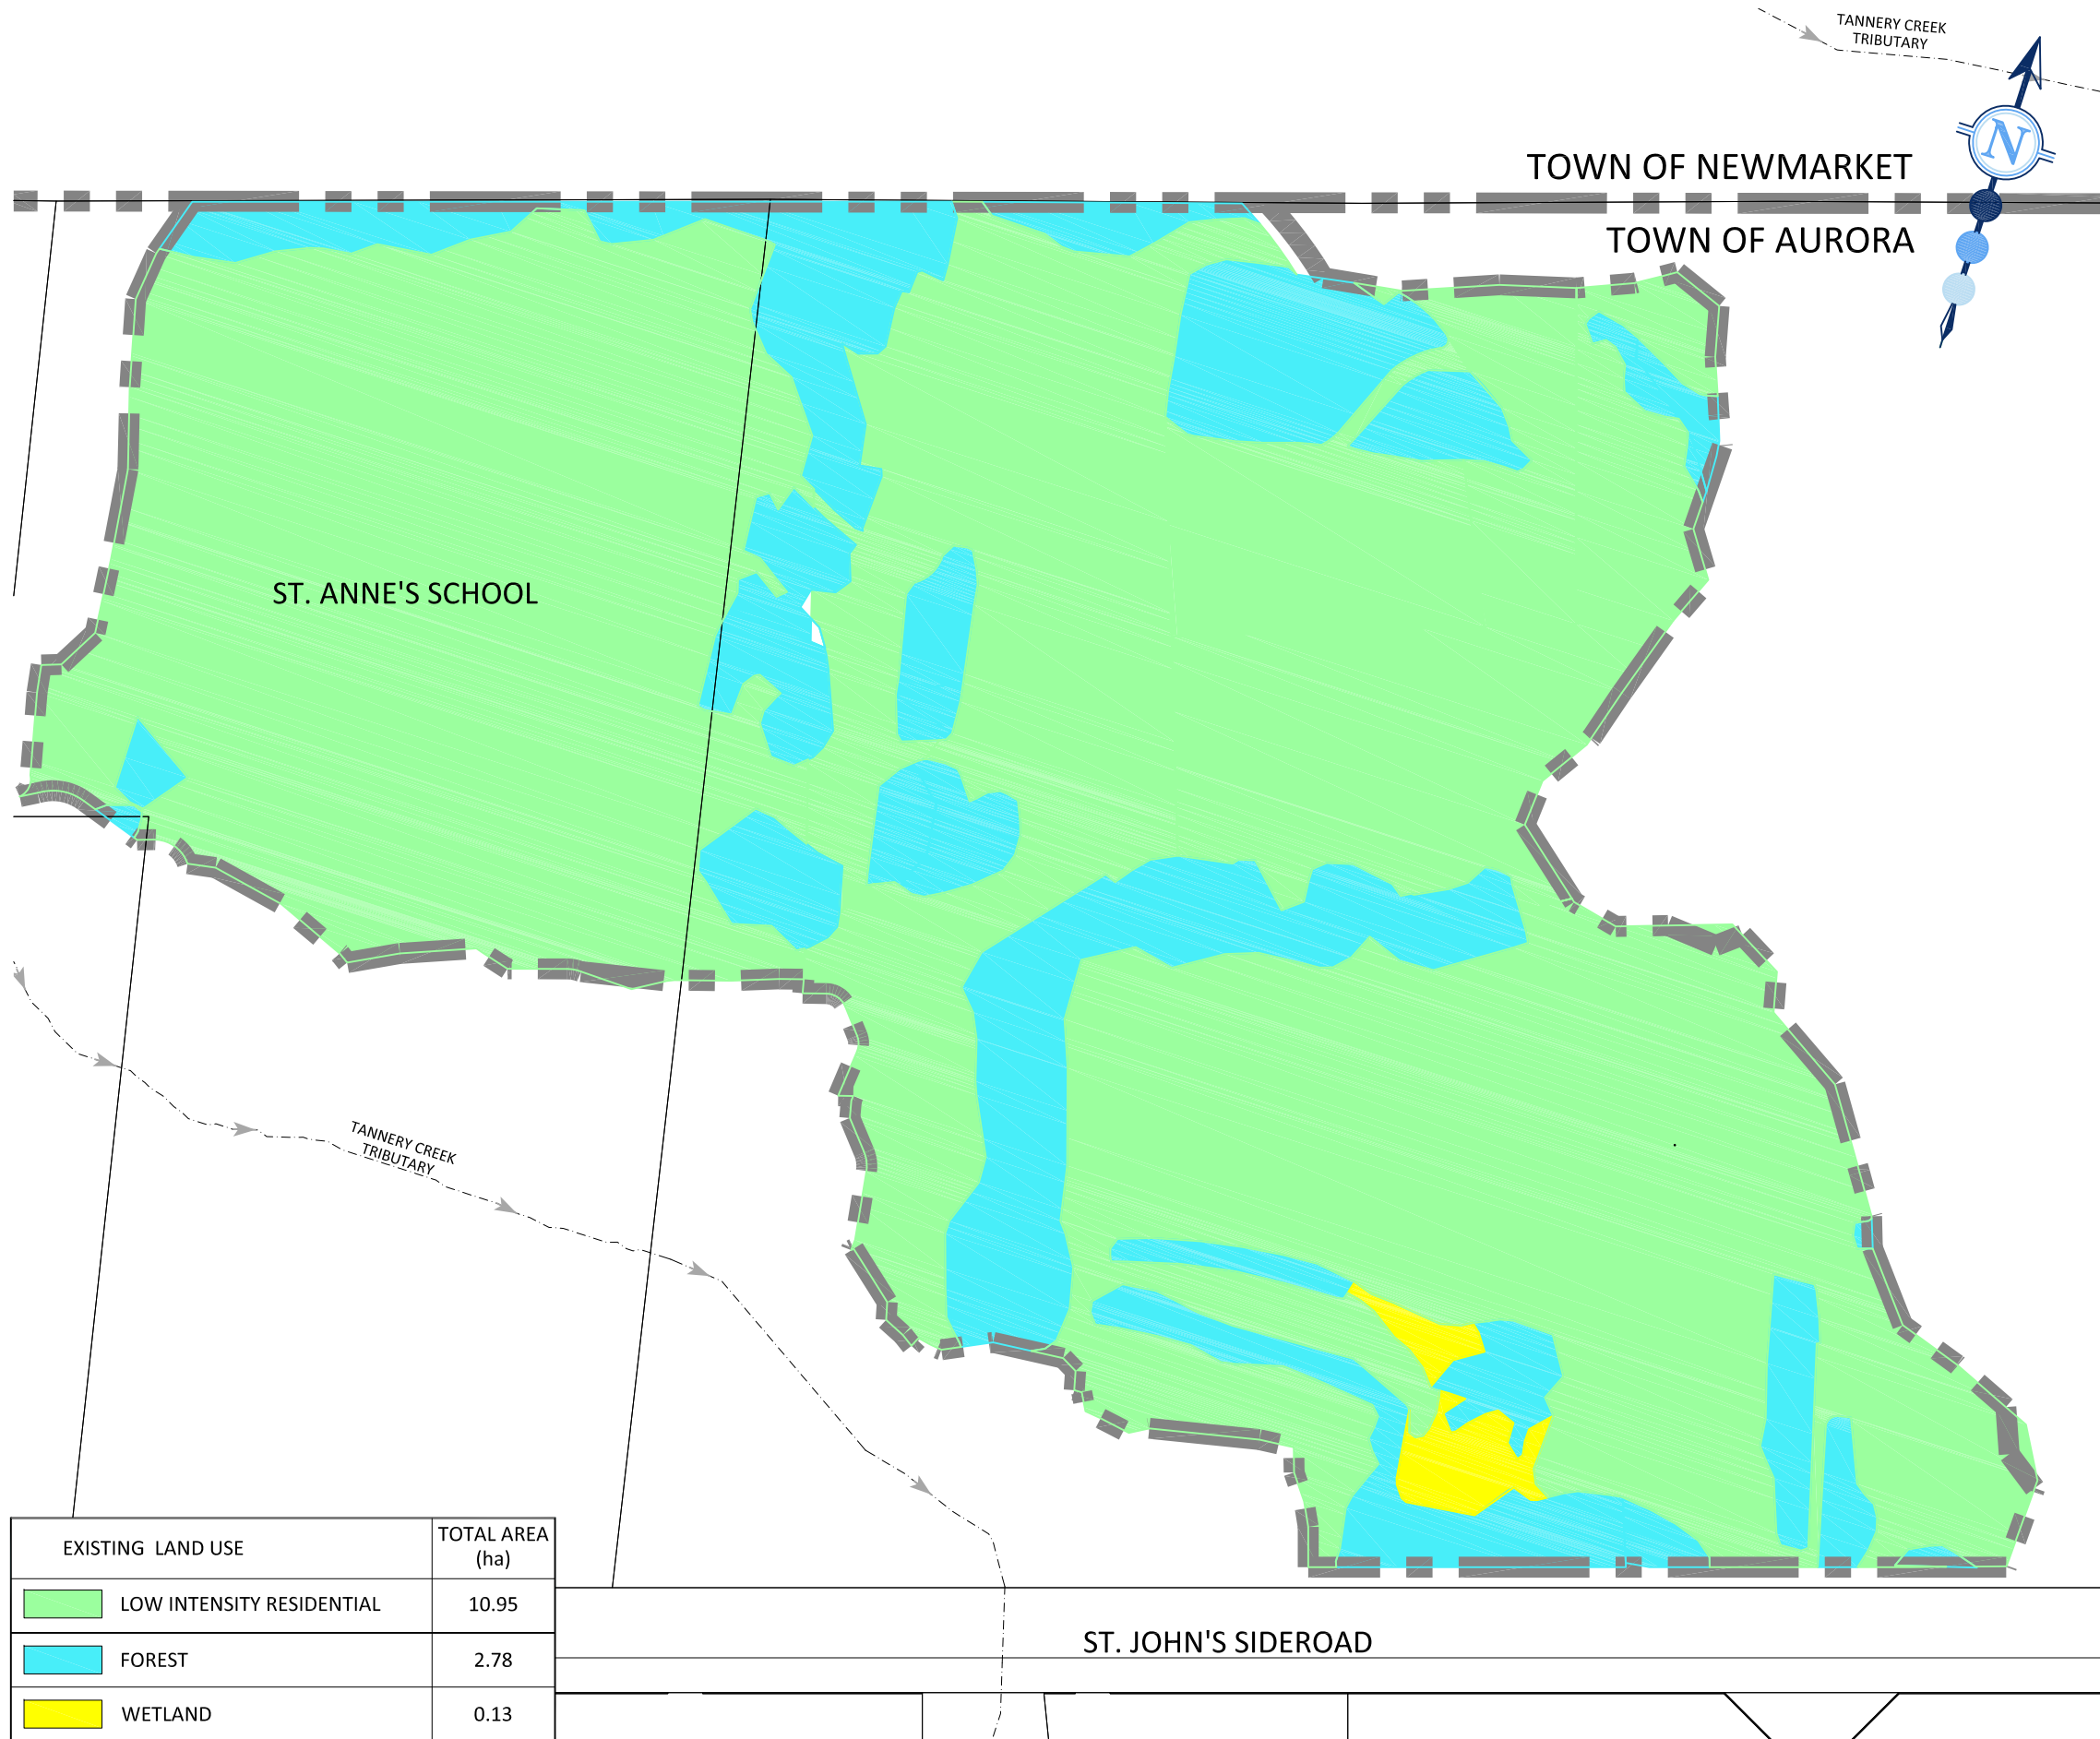 TANNERY CREEK
TRIBUTARY
N
TOWN OF NEWMARKET
TOWN OF AURORA
ST. ANNE'S SCHOOL
TANNERY CREEK
TRIBUTARY
EXISTING LAND USE
TOTAL AREA
(ha)
LOW INTENSITY RESIDENTIAL 10.95
FOREST 2.78
WETLAND 0.13
ST. JOHN'S SIDEROAD